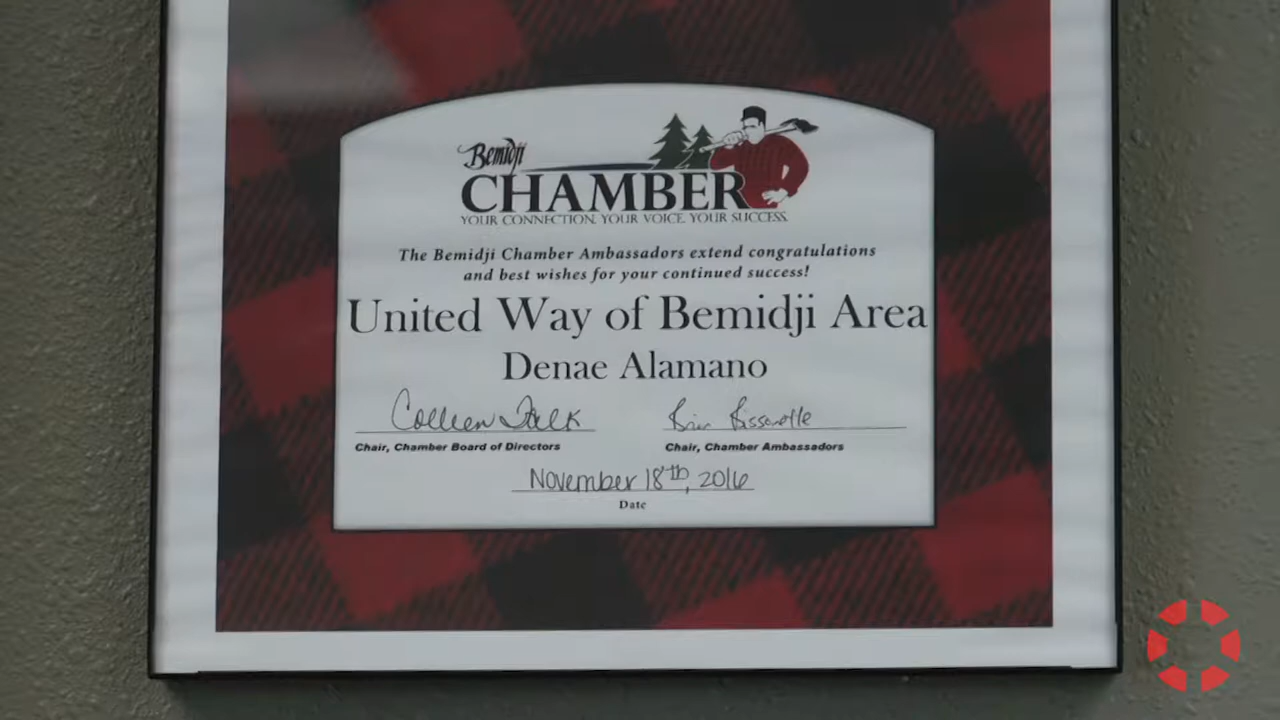 Bemidji
CHAMBER
YOUR CONNECTION. YOUR VOICE. YOUR SUCCESS.
The Bemidji Chamber Ambassadors extend congratulations
and best wishes for your continued success!
United Way of Bemidji Area
Denae Alamano
Colleen Falk Brian Bissonette
Chair, Chamber Board of Directors Chair, Chamber Ambassadors
November 18th, 2016
Date